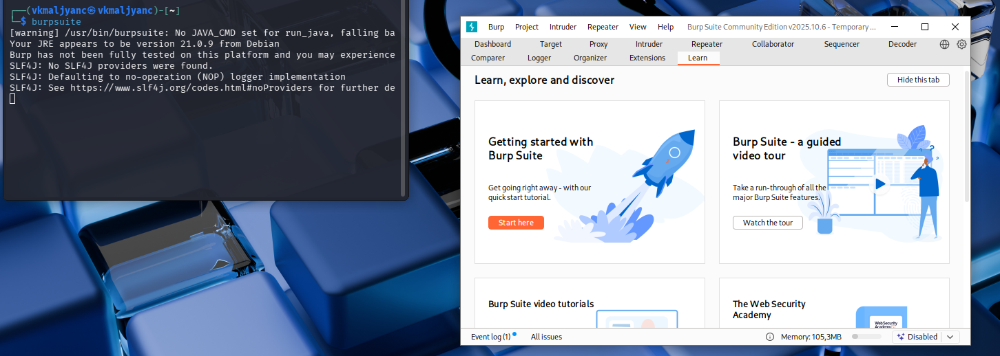 ┌──(vkmaljyanc㉿vkmaljyanc)-[~]
└─$ burpsuite
[warning] /usr/bin/burpsuite: No JAVA_CMD set for run_java, falling ba
Your JRE appears to be version 21.0.9 from Debian
Burp has not been fully tested on this platform and you may experience
SLF4J: No SLF4J providers were found.
SLF4J: Defaulting to no-operation (NOP) logger implementation
SLF4J: See https://www.slf4j.org/codes.html#noProviders for further de
Burp Project Intruder Repeater View Help Burp Suite Community Edition v2025.10.6 - Temporary ...
Dashboard Target Proxy Intruder Repeater Collaborator Sequencer Decoder
Comparer Logger Organizer Extensions Learn
Learn, explore and discover Hide this tab
Getting started with
Burp Suite
Get going right away - with our
quick start tutorial.
Start here
Burp Suite - a guided
video tour
Take a run-through of all the
major Burp Suite features.
Watch the tour
Burp Suite video tutorials
The Web Security
Academy
WebSecurity
Academy
Event log (1) All issues Memory: 105,3MB Disabled